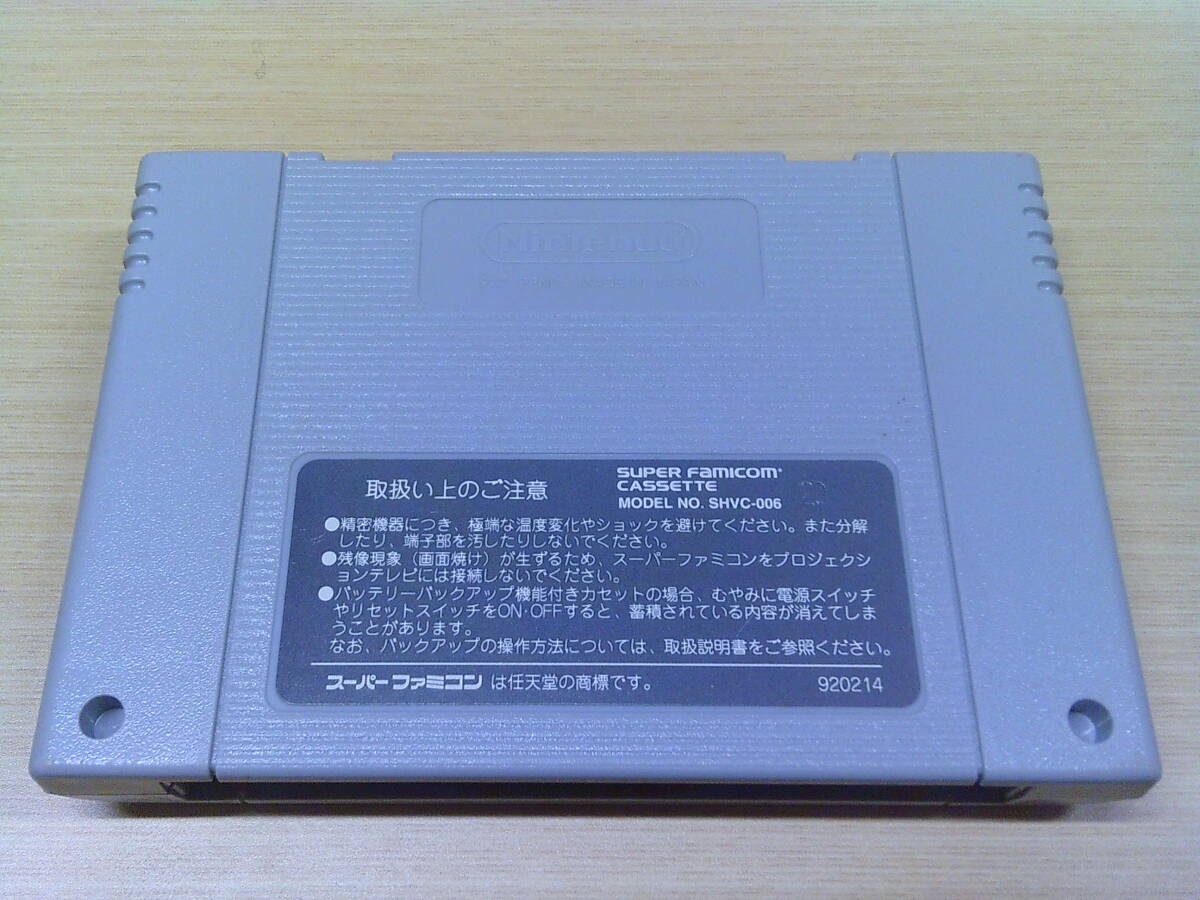 Nintendo
取扱い上のご注意
SUPER FAMICOM
CASSETTE
MODEL NO. SHVC-006
●精密機器につき、極端な温度変化やショックを避けてください。また分解
したり、端子部を汚したりしないでください。
●残像現象(画面焼け)が生ずるため、スーパーファミコンをプロジェクシ
ョンテレビには接続しないでください。
●バッテリーバックアップ機能付きカセットの場合、むやみに電源スイッチ
やリセットスイッチをON・OFFすると、蓄積されている内容が消えてしま
うことがあります。
なお、バックアップの操作方法については、取扱説明書をご参照ください。
スーパーファミコン は任天堂の商標です。
920214